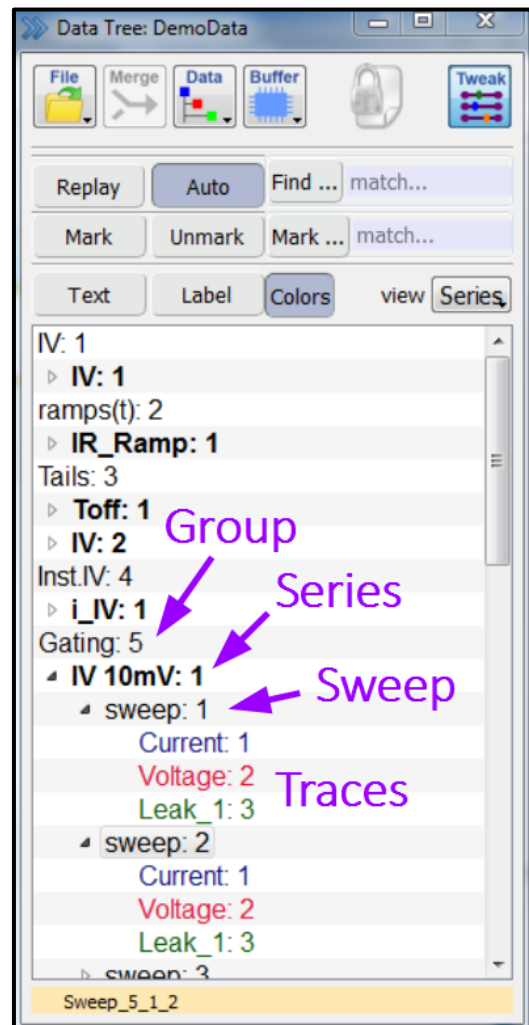 Data Tree: DemoData
File Merge Data Buffer Tweak
Replay Auto Find ... match...
Mark Unmark Mark ... match...
Text Label Colors view Series
IV: 1
IV: 1
ramps(t): 2
IR_Ramp: 1
Tails: 3
Toff: 1
Group
IV: 2
Inst.IV: 4
i_IV: 1
Series
Gating: 5
IV 10mV: 1
sweep: 1
Sweep
Current: 1
Voltage: 2
Traces
Leak_1: 3
sweep: 2
Current: 1
Voltage: 2
Leak_1: 3
sweep: 3
Sweep_5_1_2